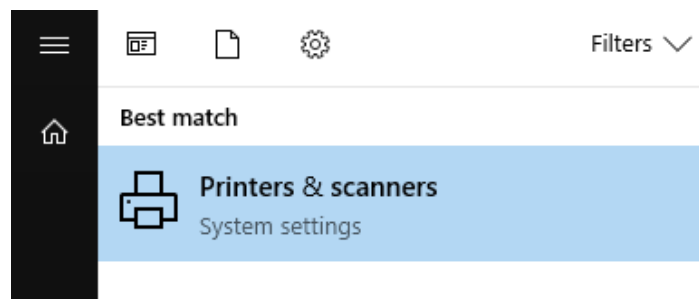 Filters
Best match
Printers & scanners
System settings